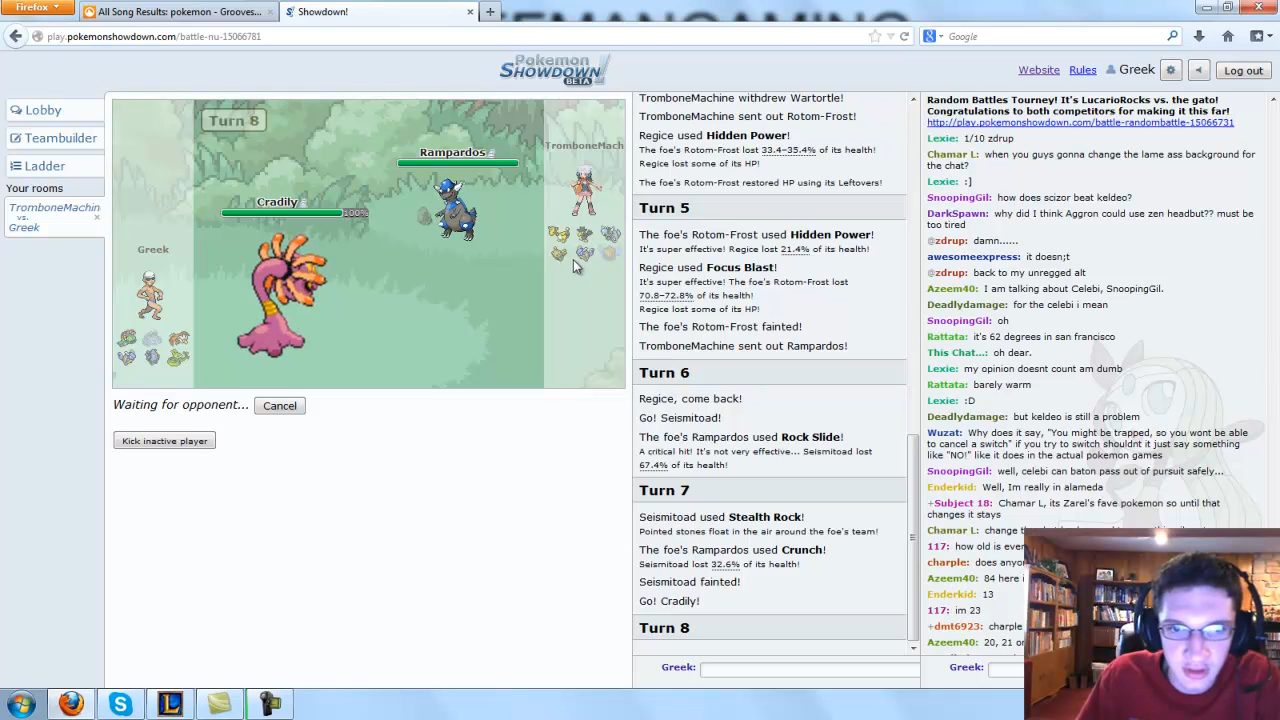 Firefox
All Song Results: pokemon - Grooves...
Showdown!
play.pokemonshowdown.com/battle-nu-15066781
Google
Pokemon
SHOWDOWN!
BETA
Website
Rules
Greek
Log out
Lobby
Teambuilder
Ladder
Your rooms
TromboneMachin
vs.
Greek
Turn 8
Rampardos
TromboneMach
Cradily
100%
Greek
Waiting for opponent...
Cancel
Kick inactive player
TromboneMachine withdrew Wartortle!
TromboneMachine sent out Rotom-Frost!
Regice used Hidden Power!
The foe's Rotom-Frost lost 33.4–35.4% of its health!
Regice lost some of its HP!
The foe's Rotom-Frost restored HP using its Leftovers!
Turn 5
The foe's Rotom-Frost used Hidden Power!
It's super effective! Regice lost 21.4% of its health!
Regice used Focus Blast!
It's super effective! The foe's Rotom-Frost lost
70.8–72.8% of its health!
Regice lost some of its HP!
The foe's Rotom-Frost fainted!
TromboneMachine sent out Rampardos!
Turn 6
Regice, come back!
Go! Seismitoad!
The foe's Rampardos used Rock Slide!
A critical hit! It's not very effective... Seismitoad lost
67.4% of its health!
Turn 7
Seismitoad used Stealth Rock!
Pointed stones float in the air around the foe's team!
The foe's Rampardos used Crunch!
Seismitoad lost 32.6% of its health!
Seismitoad fainted!
Go! Cradily!
Turn 8
Greek:
Random Battles Tourney! It's LucarioRocks vs. the gato!
Congratulations to both competitors for making it this far!
http://play.pokemonshowdown.com/battle-randombattle-15066731
Lexie: 1/10 zdrup
Chamar L: when you guys gonna change the lame ass background for
the chat?
Lexie: :]
SnoopingGil: how does scizor beat keldeo?
DarkSpawn: why did I think Aggron could use zen headbut?? must be
too tired
@zdrup: damn......
awesomeexpress: it doesn;t
@zdrup: back to my unregged alt
Azeem40: I am talking about Celebi, SnoopingGil.
Deadlydamage: for the celebi i mean
SnoopingGil: oh
Rattata: it's 62 degrees in san francisco
This Chat...: oh dear.
Lexie: my opinion doesnt count am dumb
Rattata: barely warm
Lexie: :D
Deadlydamage: but keldeo is still a problem
Wuzat: Why does it say, "You might be trapped, so you wont be able
to cancel a switch" if you try to switch shouldnt it just say something
like "NO!" like it does in the actual pokemon games
SnoopingGil: well, celebi can baton pass out of pursuit safely...
Enderkid: Well, Im really in alameda
+Subject 18: Chamar L, its Zarel's fave pokemon so until that
changes it stays
Chamar L: change
117: how old is
charple: does
Azeem40: 84 here
Enderkid: 13
117: im 23
+dmt6923: charple
Azeem40: 20, 21
Greek: